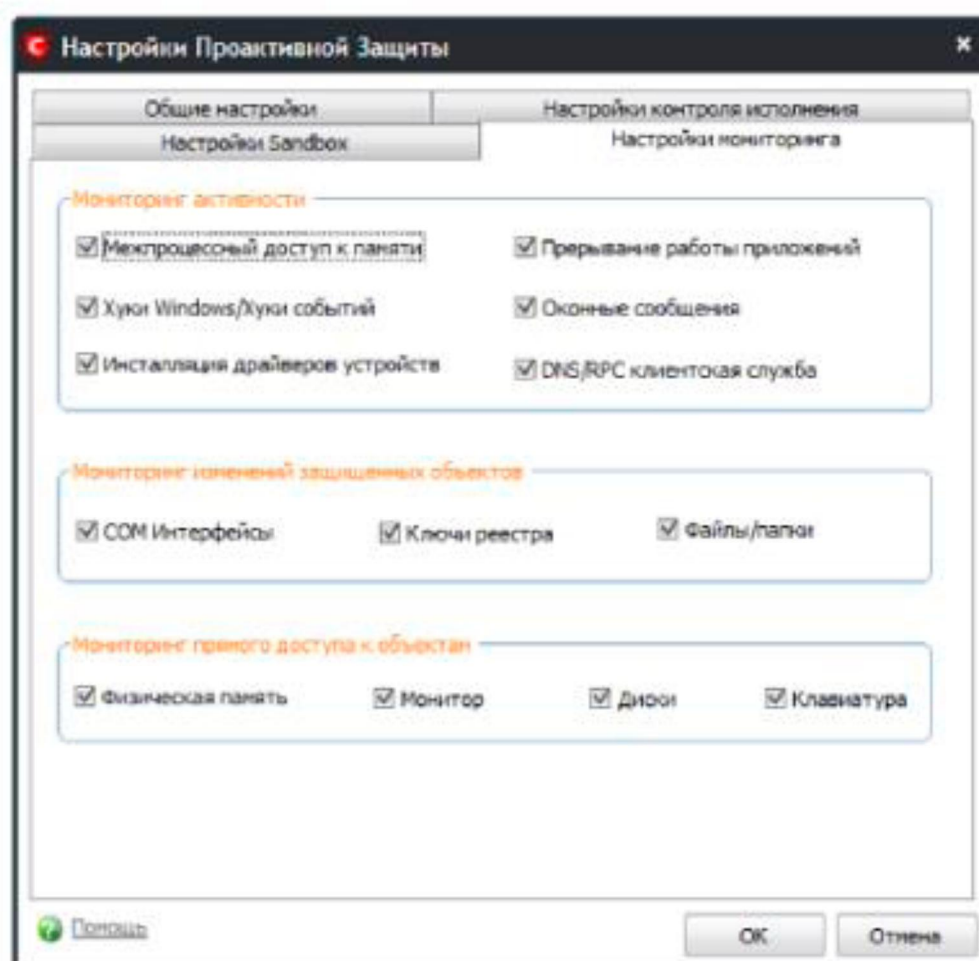 Настройки Проактивной Защиты
Общие настройки
Настройки контроля исполнения
Настройки Sandbox
Настройки мониторинга
Мониторинг активности
Межпроцессный доступ к памяти
Прерывание работы приложений
Хуки Windows/Хуки событий
Оконные сообщения
Инсталляция драйверов устройств
DNS/RPC клиентская служба
Мониторинг изменений защищенных объектов
COM Интерфейсы
Ключи реестра
Файлы/папки
Мониторинг прямого доступа к объектам
Физическая память
Монитор
Диски
Клавиатура
Помощь
OK
Отмена